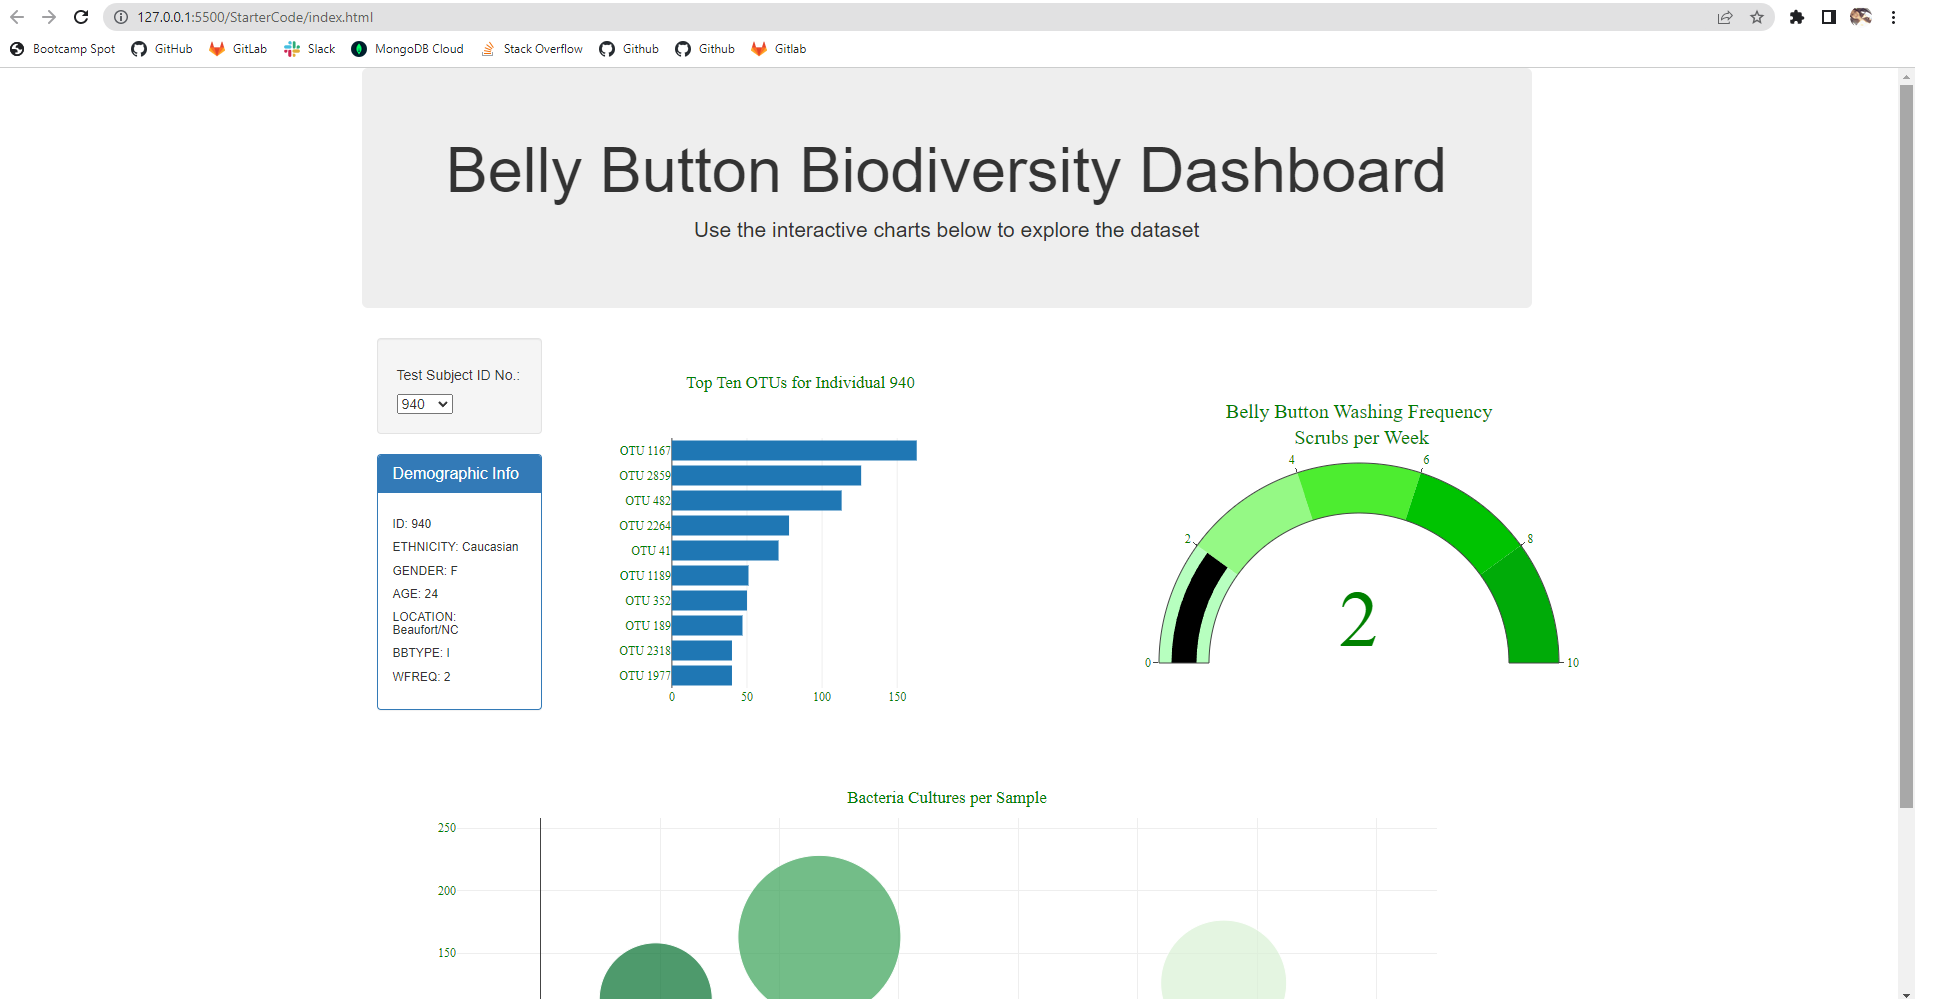 127.0.0.1:5500/StarterCode/index.html
Bootcamp Spot GitHub GitLab Slack MongoDB Cloud Stack Overflow Github Github Gitlab
Belly Button Biodiversity Dashboard
Use the interactive charts below to explore the dataset
Test Subject ID No.:
940
Demographic Info
ID: 940
ETHNICITY: Caucasian
GENDER: F
AGE: 24
LOCATION:
Beaufort/NC
BBTYPE: I
WFREQ: 2
Top Ten OTUs for Individual 940
OTU 1167
OTU 2859
OTU 482
OTU 2264
OTU 41
OTU 1189
OTU 352
OTU 189
OTU 2318
OTU 1977
0 50 100 150
Belly Button Washing Frequency
Scrubs per Week
4 6
2 8
2
0 10
Bacteria Cultures per Sample
250
200
150